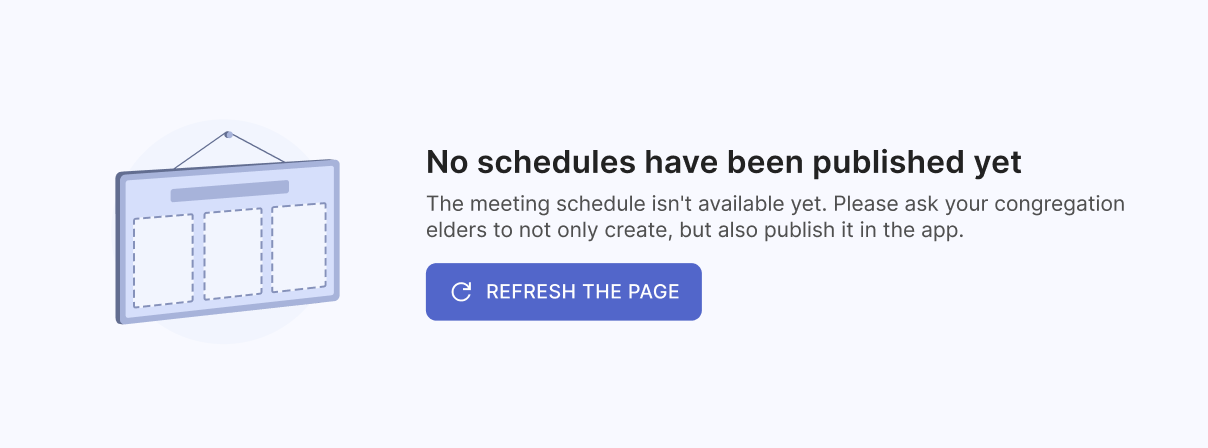 No schedules have been published yet
The meeting schedule isn't available yet. Please ask your congregation
elders to not only create, but also publish it in the app.
REFRESH THE PAGE